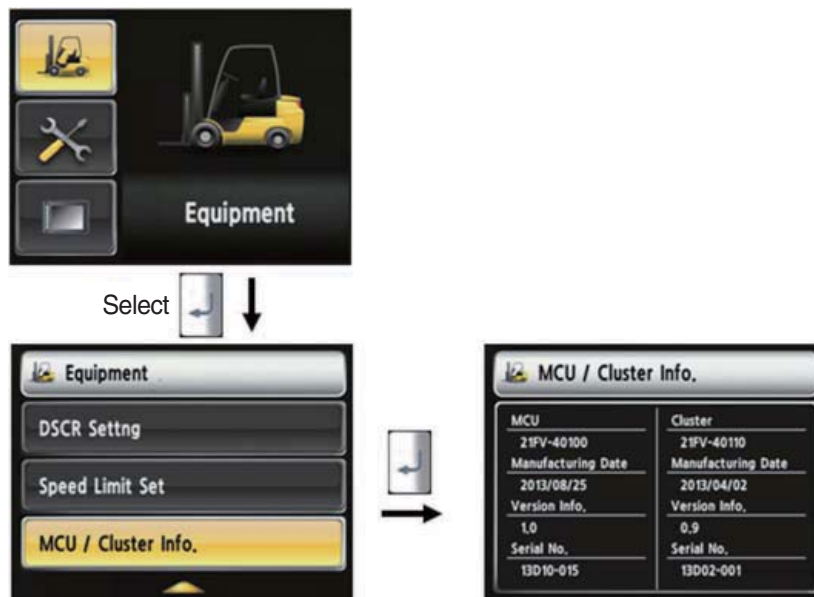 Equipment
Select
Equipment
DSCR Settng
Speed Limit Set
MCU / Cluster Info.
MCU / Cluster Info.
MCU
21FV-40100
Manufacturing Date
2013/08/25
Version Info.
1.0
Serial No.
13D10-015
Cluster
21FV-40110
Manufacturing Date
2013/04/02
Version Info.
0.9
Serial No.
13D02-001